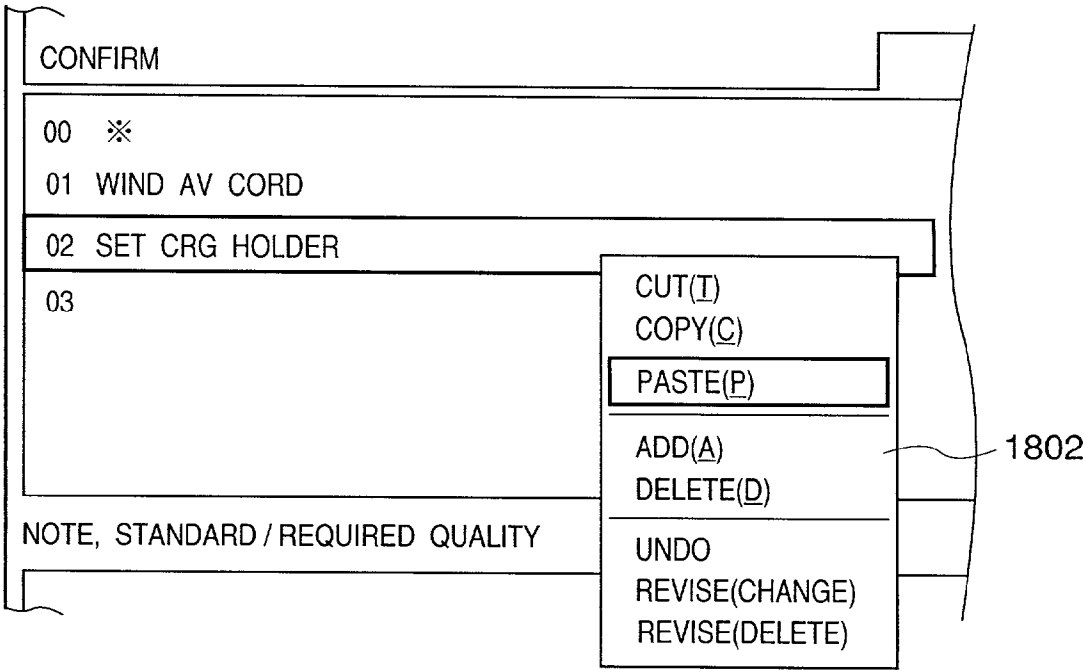 CONFIRM
00 ※
01 WIND AV CORD
02 SET CRG HOLDER
03
CUT(T)
COPY(C)
PASTE(P)
ADD(A)
DELETE(D)
UNDO
REVISE(CHANGE)
REVISE(DELETE)
1802
NOTE, STANDARD / REQUIRED QUALITY